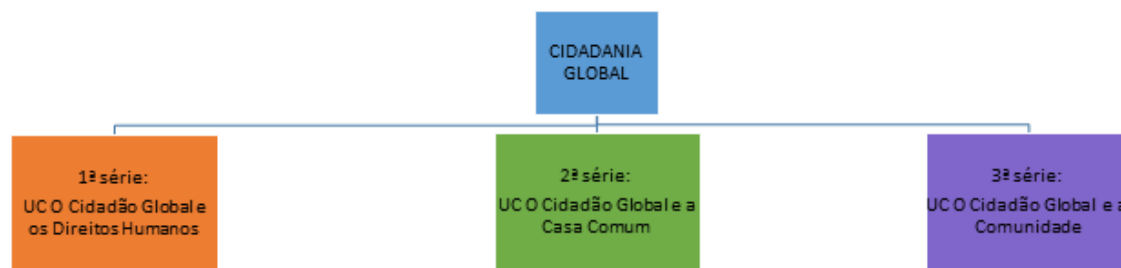 CIDADANIA
GLOBAL
1ª série:
UC O Cidadão Global e
os Direitos Humanos
2ª série:
UC O Cidadão Global e a
Casa Comum
3ª série:
UC O Cidadão Global e a
Comunidade